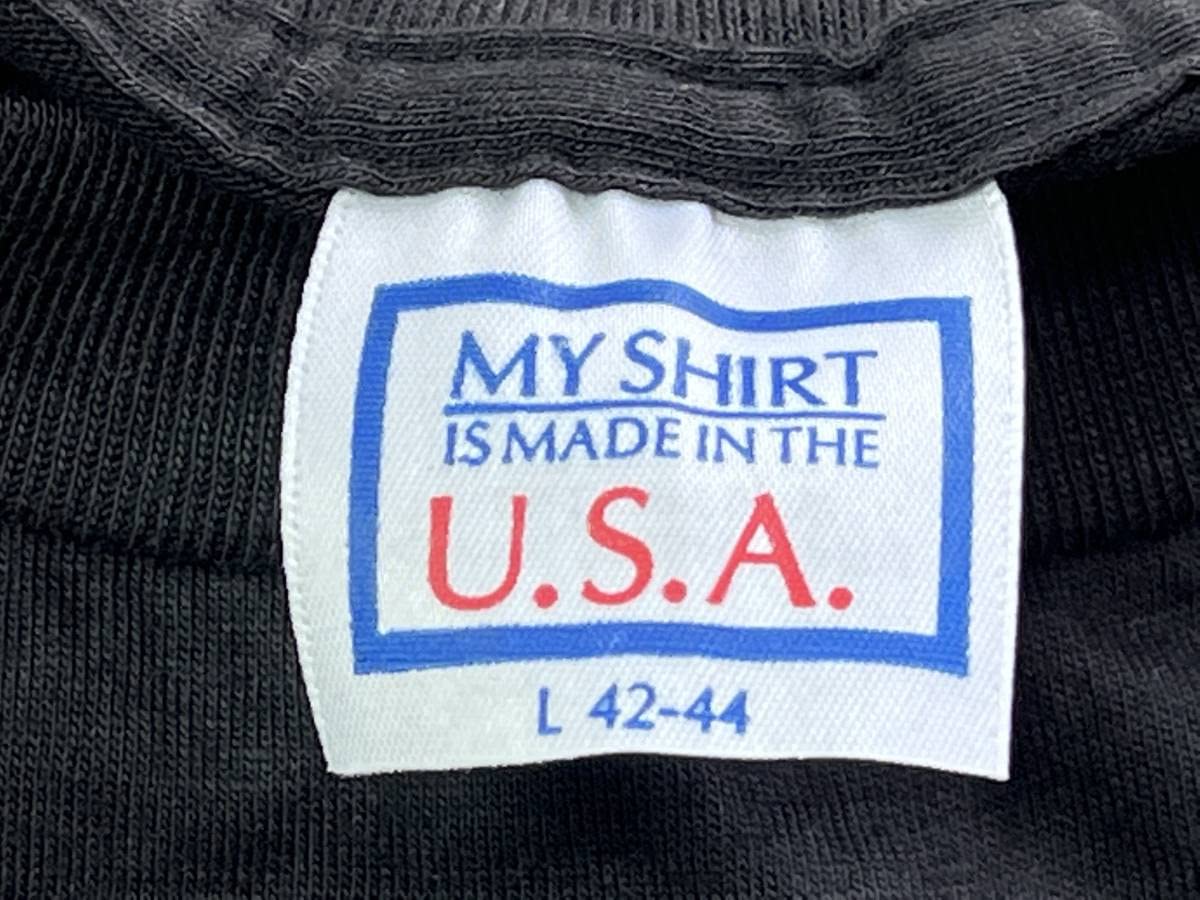 MY SHIRT
IS MADE IN THE
U.S.A.
L 42-44